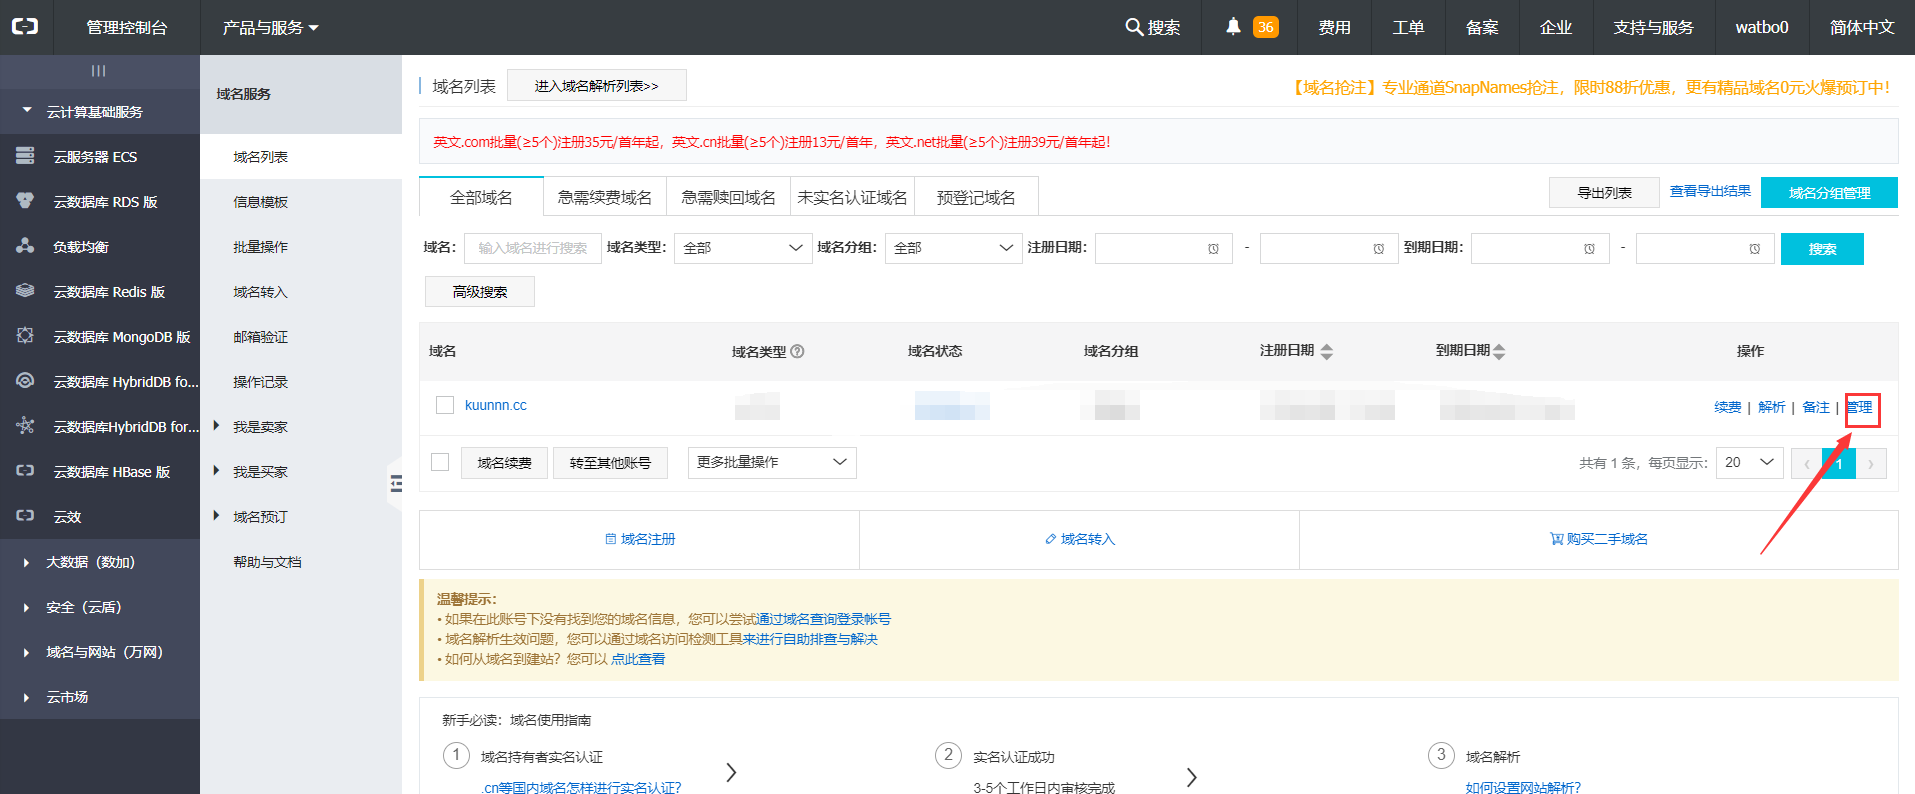 管理控制台 产品与服务 搜索 36 费用 工单 备案 企业 支持与服务 watbo0 简体中文
云计算基础服务
云服务器 ECS
云数据库 RDS 版
负载均衡
云数据库 Redis 版
云数据库 MongoDB 版
云数据库 HybridDB fo...
云数据库HybridDB for...
云数据库 HBase 版
云效
大数据（数加）
安全（云盾）
域名与网站（万网）
云市场
域名服务
域名列表
信息模板
批量操作
域名转入
邮箱验证
操作记录
我是卖家
我是买家
域名预订
帮助与文档
域名列表 进入域名解析列表>> 【域名抢注】专业通道SnapNames抢注，限时88折优惠，更有精品域名0元火爆预订中！
英文.com批量(≥5个)注册35元/首年起，英文.cn批量(≥5个)注册13元/首年，英文.net批量(≥5个)注册39元/首年起！
全部域名 急需续费域名 急需赎回域名 未实名认证域名 预登记域名 导出列表 查看导出结果 域名分组管理
域名： 输入域名进行搜索 域名类型： 全部 域名分组： 全部 注册日期： - 到期日期： - 搜索
高级搜索
域名 域名类型 域名状态 域名分组 注册日期 到期日期 操作
kuunnn.cc 续费 | 解析 | 备注 | 管理
域名续费 转至其他账号 更多批量操作 共有 1 条，每页显示： 20 ‹ 1 ›
域名注册 域名转入 购买二手域名
温馨提示：
• 如果在此账号下没有找到您的域名信息，您可以尝试通过域名查询登录帐号
• 域名解析生效问题，您可以通过域名访问检测工具来进行自助排查与解决
• 如何从域名到建站？您可以 点此查看
新手必读：域名使用指南
1 域名持有者实名认证 2 实名认证成功 3 域名解析
.cn等国内域名怎样进行实名认证? 3-5个工作日内审核完成 如何设置网站解析?